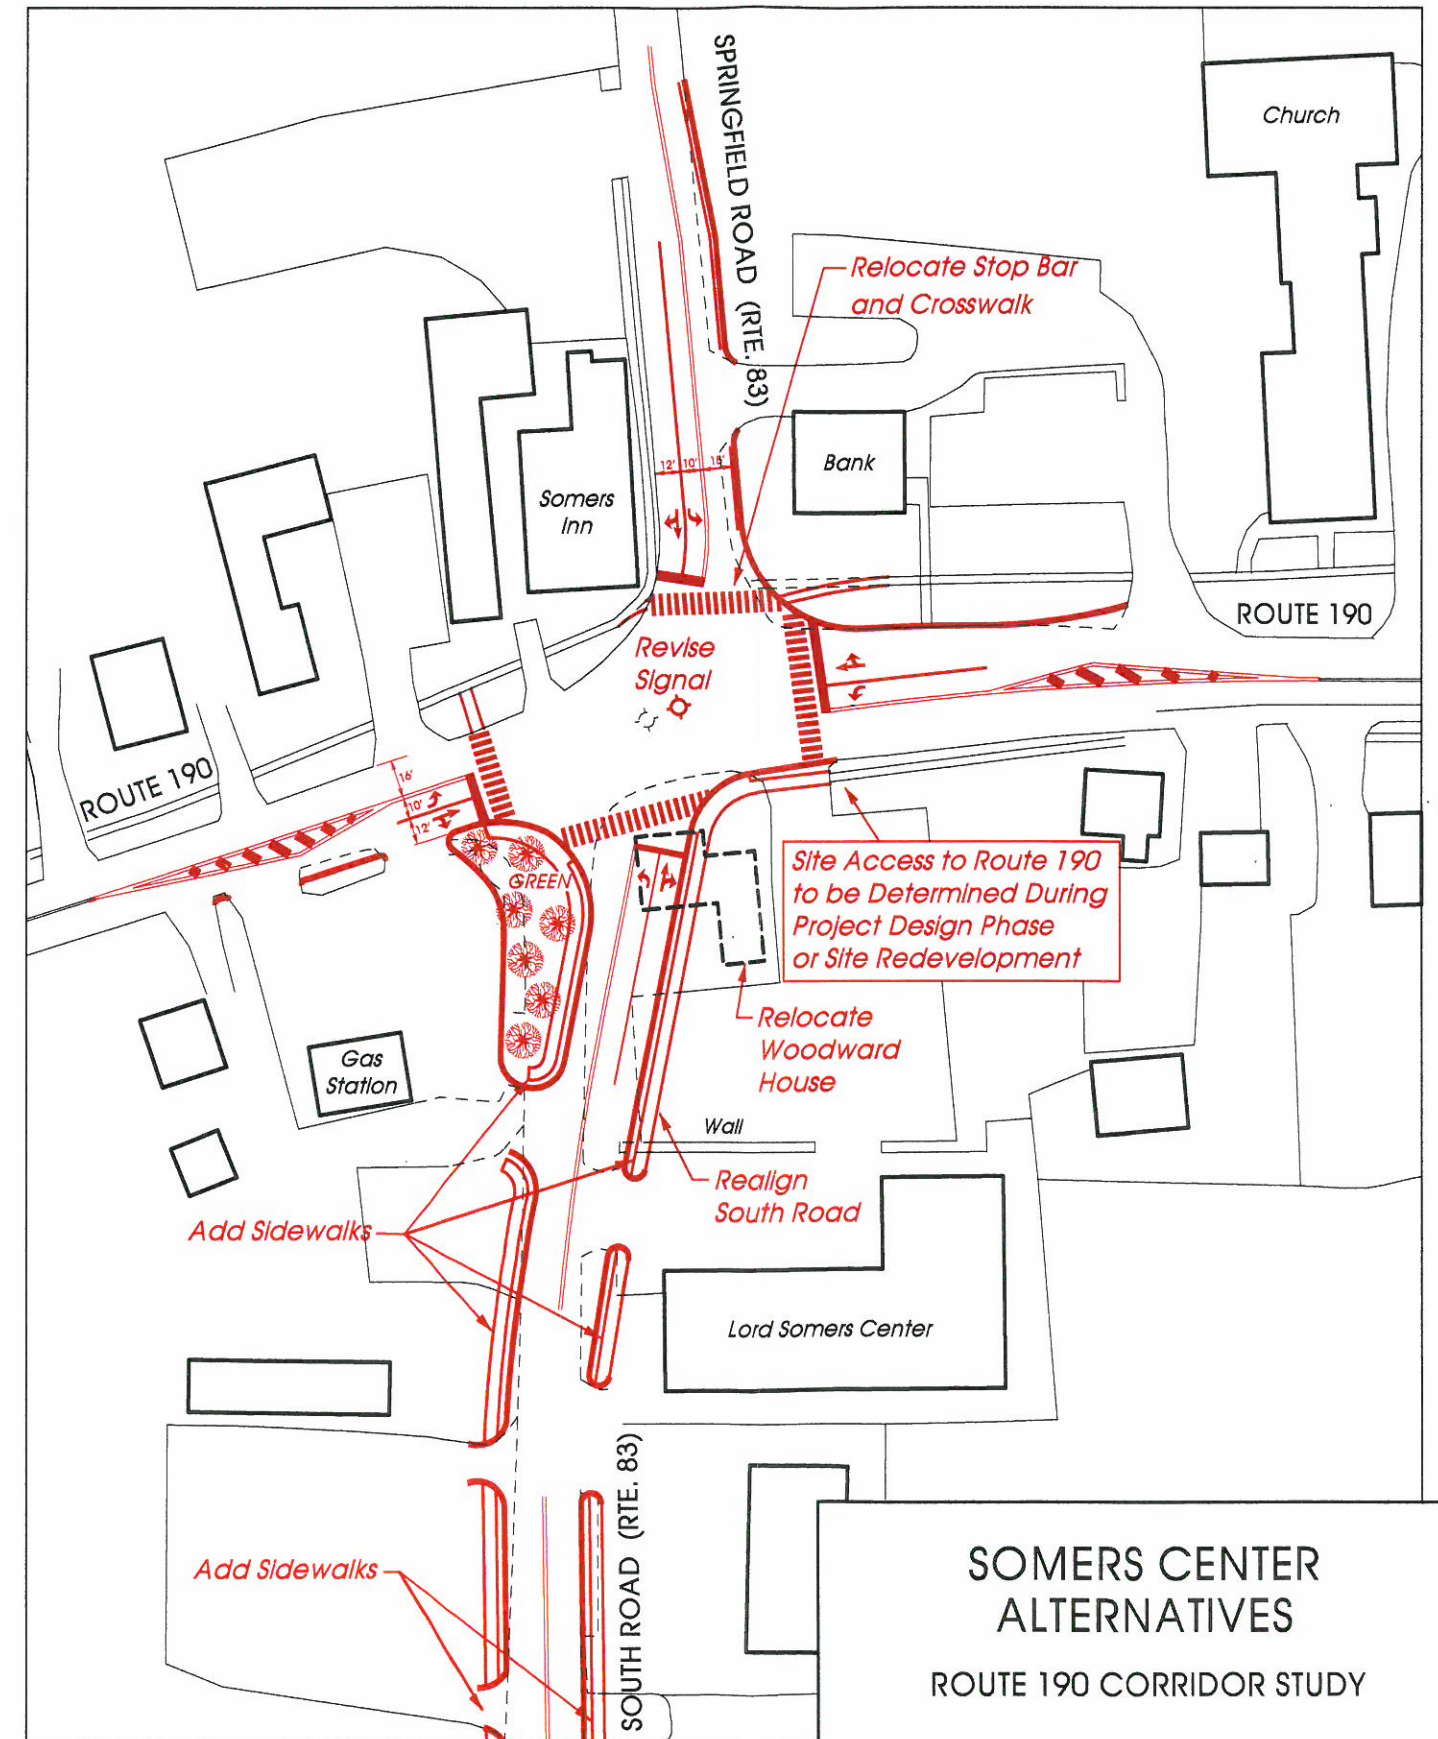 SPRINGFIELD ROAD (RTE. 83)
Church
Relocate Stop Bar
and Crosswalk
Bank
Somers
Inn
12' 10' 15'
ROUTE 190
Revise
Signal
ROUTE 190
16'
10'
12'
GREEN
Site Access to Route 190
to be Determined During
Project Design Phase
or Site Redevelopment
Relocate
Woodward
House
Gas
Station
Wall
Realign
South Road
Add Sidewalks
Lord Somers Center
SOUTH ROAD (RTE. 83)
Add Sidewalks
SOMERS CENTER
ALTERNATIVES
ROUTE 190 CORRIDOR STUDY